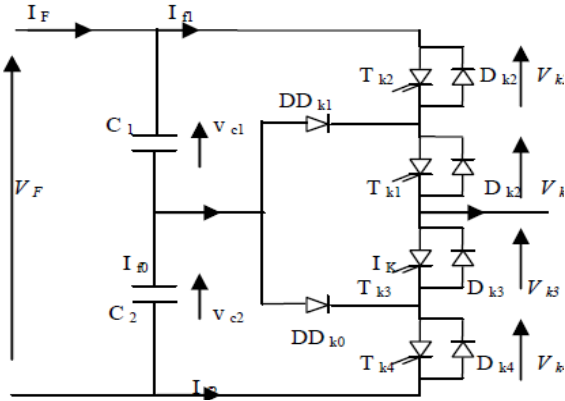 I F
I f1
T k2
D k2
DD k1
C 1
v c1
T k1
D k2
V F
I f0
I K
T k3
D k3
V k3
C 2
v c2
DD k0
T k4
D k4